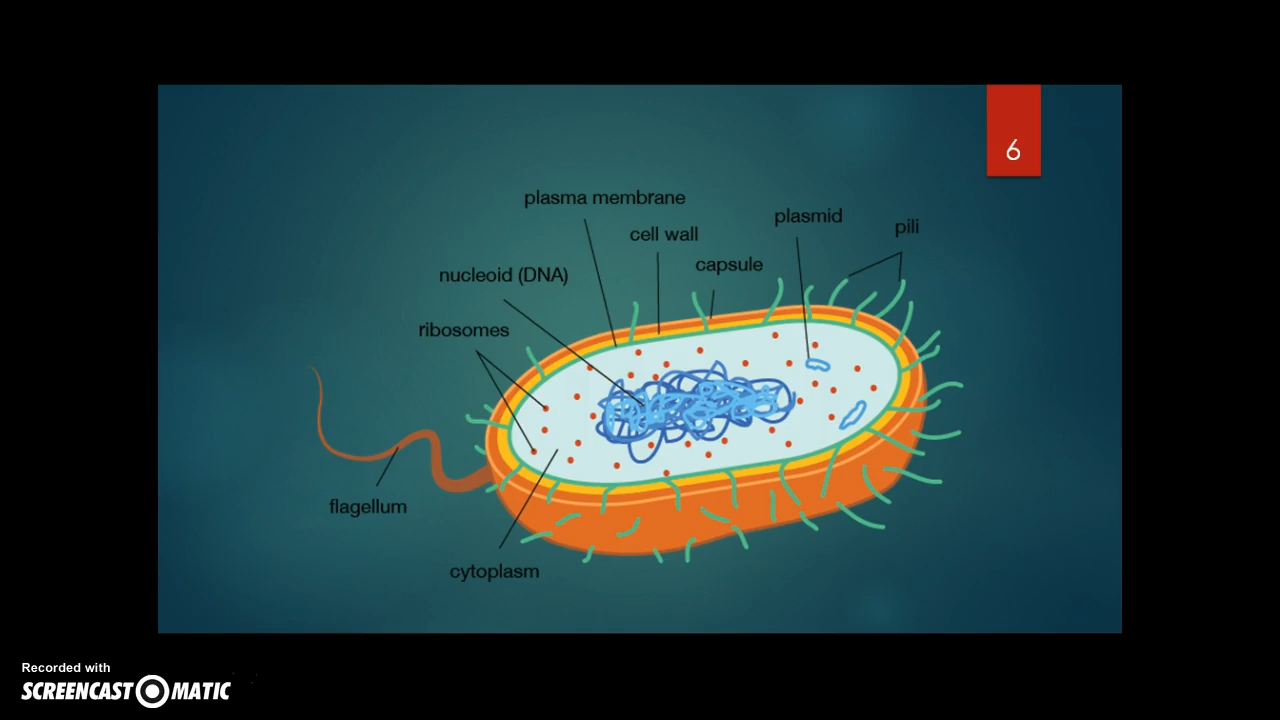 6
plasma membrane
plasmid
pili
cell wall
capsule
nucleoid (DNA)
ribosomes
flagellum
cytoplasm
Recorded with
SCREENCAST MATIC